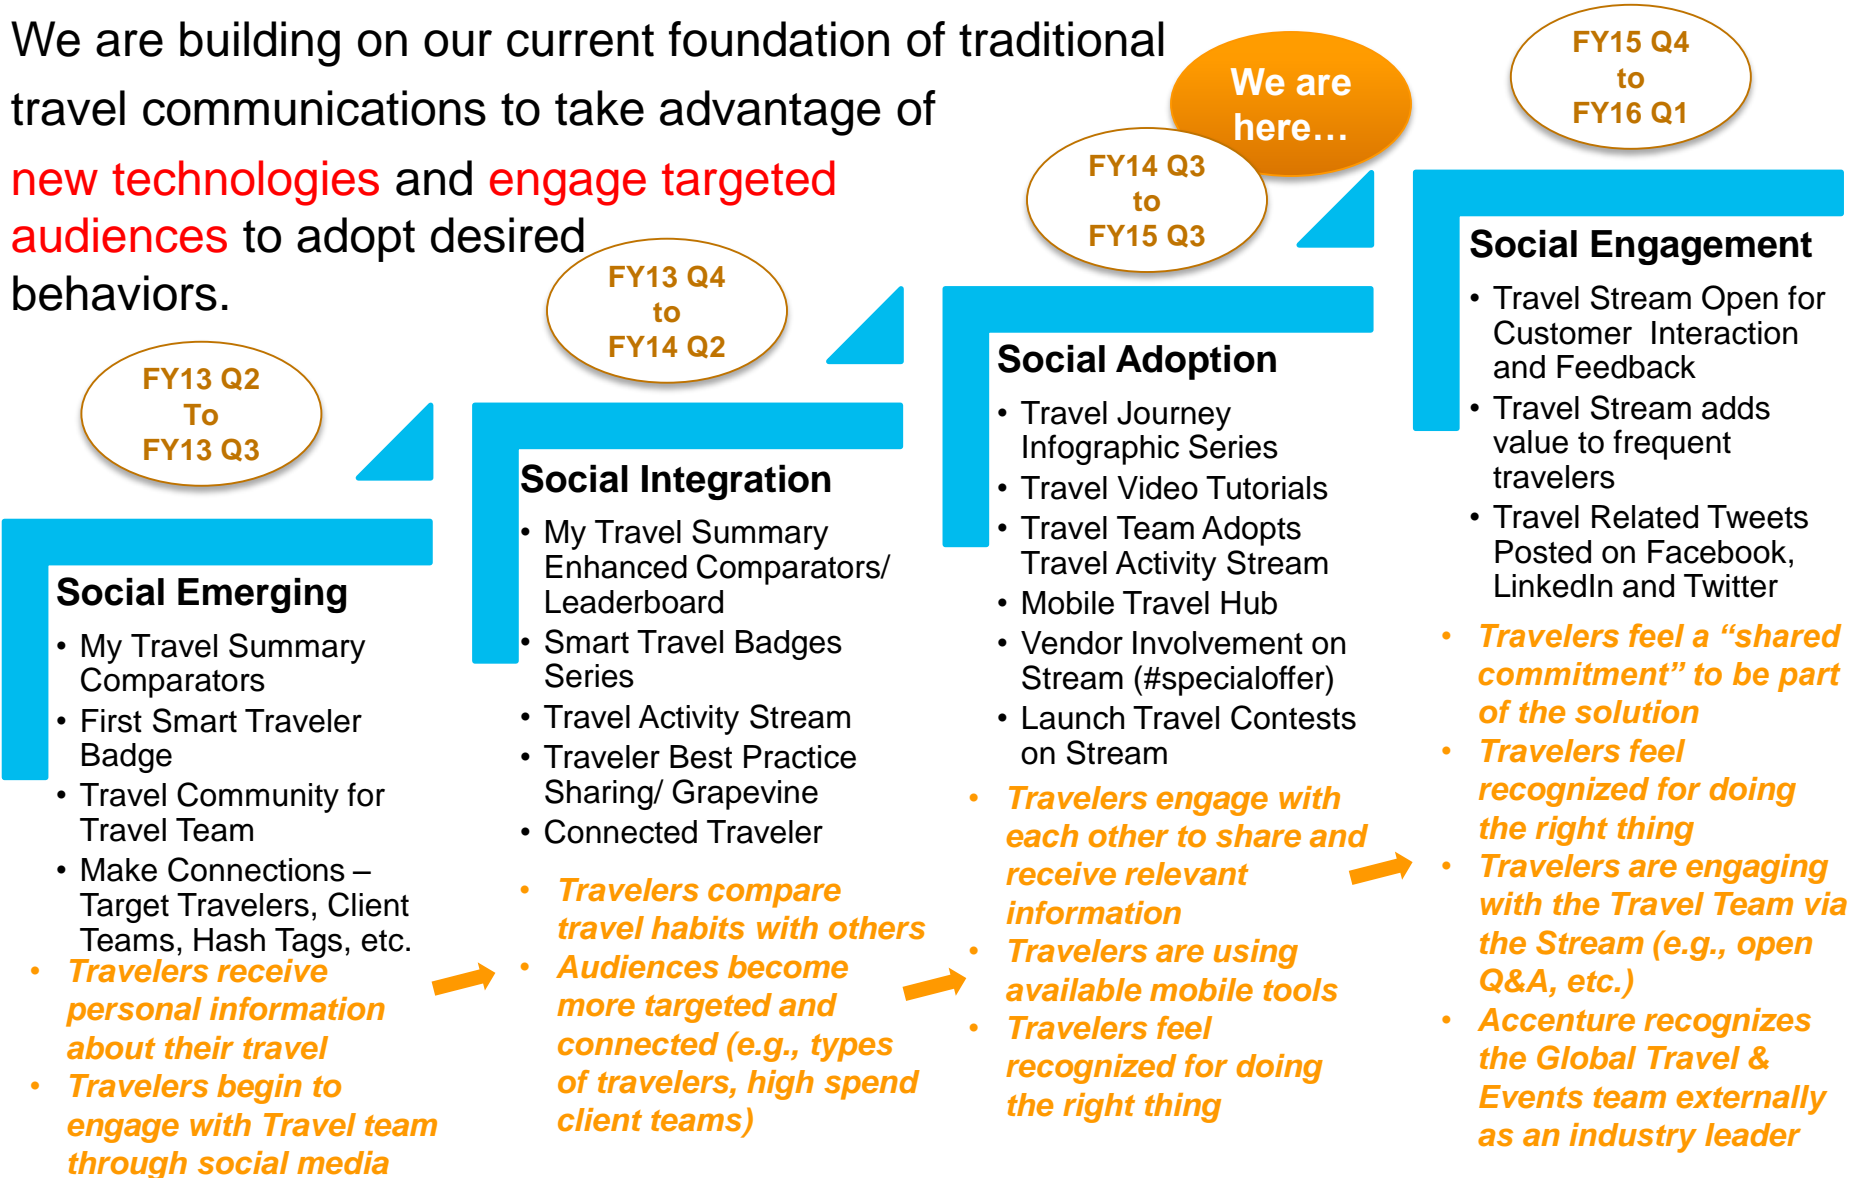 We are building on our current foundation of traditional
travel communications to take advantage of
new technologies and engage targeted
audiences to adopt desired
behaviors.
FY13 Q2
To
FY13 Q3
Social Emerging
• My Travel Summary
Comparators
• First Smart Traveler
Badge
• Travel Community for
Travel Team
• Make Connections –
Target Travelers, Client
Teams, Hash Tags, etc.
• Travelers receive
personal information
about their travel
• Travelers begin to
engage with Travel team
through social media
FY13 Q4
to
FY14 Q2
Social Integration
• My Travel Summary
Enhanced Comparators/
Leaderboard
• Smart Travel Badges
Series
• Travel Activity Stream
• Traveler Best Practice
Sharing/ Grapevine
• Connected Traveler
• Travelers compare
travel habits with others
• Audiences become
more targeted and
connected (e.g., types
of travelers, high spend
client teams)
We are
here…
FY14 Q3
to
FY15 Q3
Social Adoption
• Travel Journey
Infographic Series
• Travel Video Tutorials
• Travel Team Adopts
Travel Activity Stream
• Mobile Travel Hub
• Vendor Involvement on
Stream (#specialoffer)
• Launch Travel Contests
on Stream
• Travelers engage with
each other to share and
receive relevant
information
• Travelers are using
available mobile tools
• Travelers feel
recognized for doing
the right thing
FY15 Q4
to
FY16 Q1
Social Engagement
• Travel Stream Open for
Customer  Interaction
and Feedback
• Travel Stream adds
value to frequent
travelers
• Travel Related Tweets
Posted on Facebook,
LinkedIn and Twitter
• Travelers feel a “shared
commitment” to be part
of the solution
• Travelers feel
recognized for doing
the right thing
• Travelers are engaging
with the Travel Team via
the Stream (e.g., open
Q&A, etc.)
• Accenture recognizes
the Global Travel &
Events team externally
as an industry leader